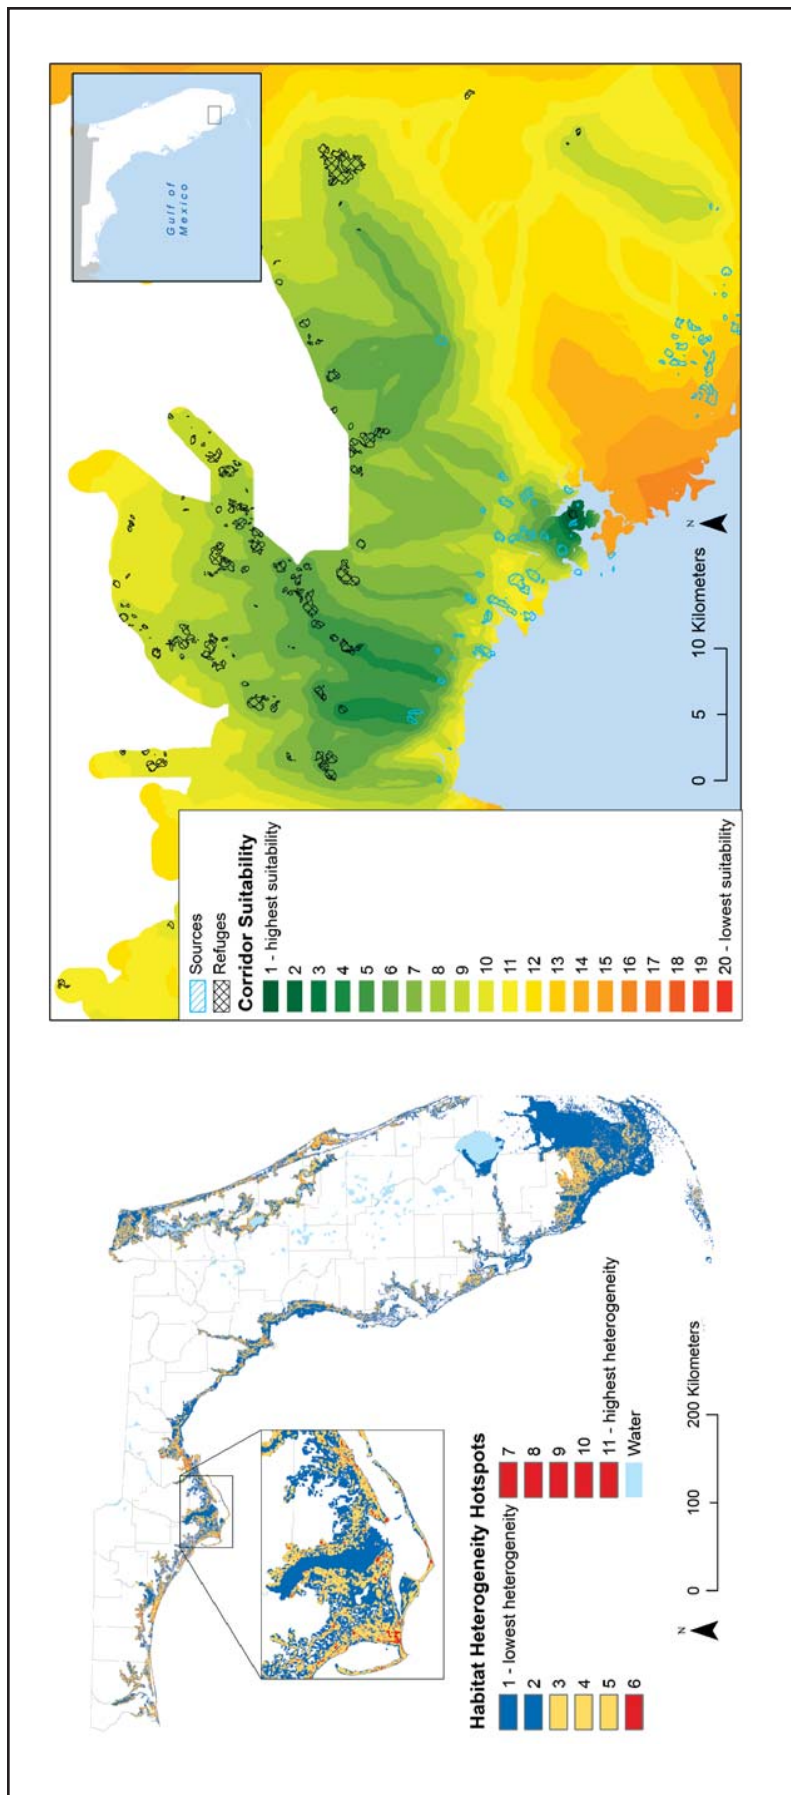 Habitat Heterogeneity Hotspots
1 - lowest heterogeneity
2
3
4
5
6
7
8
9
10
11 - highest heterogeneity
Water
N
0 100 200 Kilometers
Gulf of
Mexico
Sources
Refuges
Corridor Suitability
1 - highest suitability
2
3
4
5
6
7
8
9
10
11
12
13
14
15
16
17
18
19
20 - lowest suitability
N
0 5 10 Kilometers